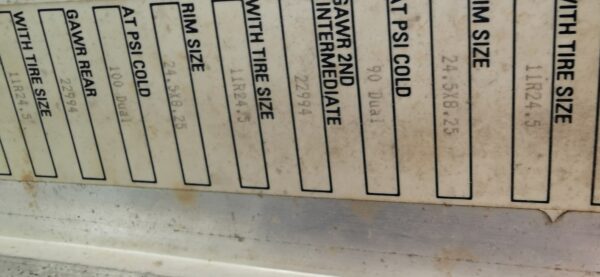 WITH TIRE SIZE
11R24.5
IM SIZE
24.5X8.25
AT PSI COLD
90 Dual
GAWR 2ND
INTERMEDIATE
22994
WITH TIRE SIZE
11R24.5
RIM SIZE
24.5X8.25
AT PSI COLD
100 Dual
GAWR REAR
22994
WITH TIRE SIZE
11R24.5